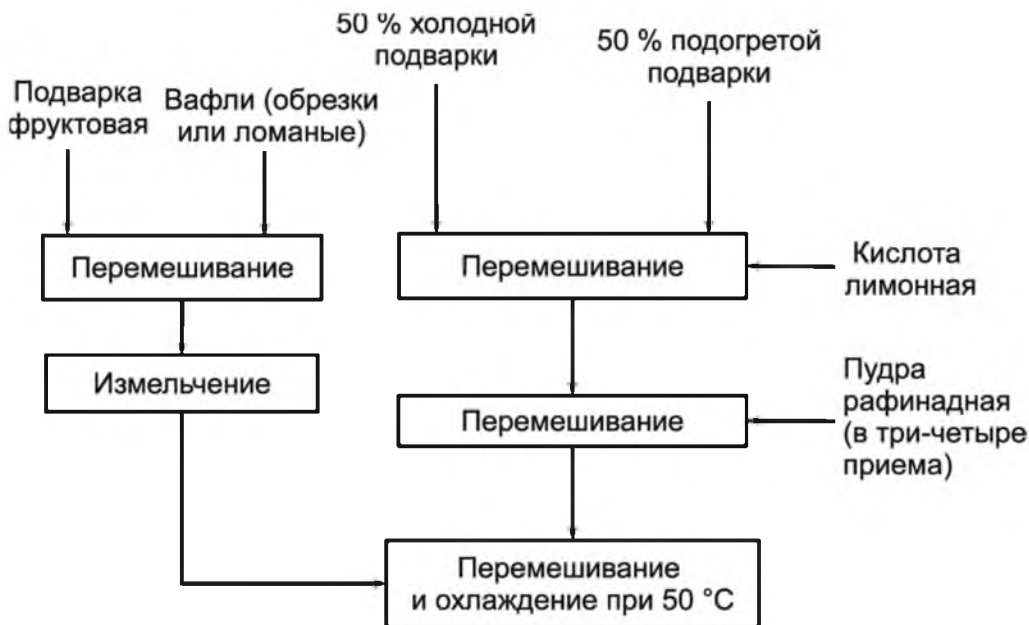 50 % холодной
подварки
50 % подогретой
подварки
Подварка
фруктовая
Вафли (обрезки
или ломаные)
Перемешивание
Перемешивание
Кислота
лимонная
Измельчение
Перемешивание
Пудра
рафинадная
(в три-четыре
приема)
Перемешивание
и охлаждение при 50 °C